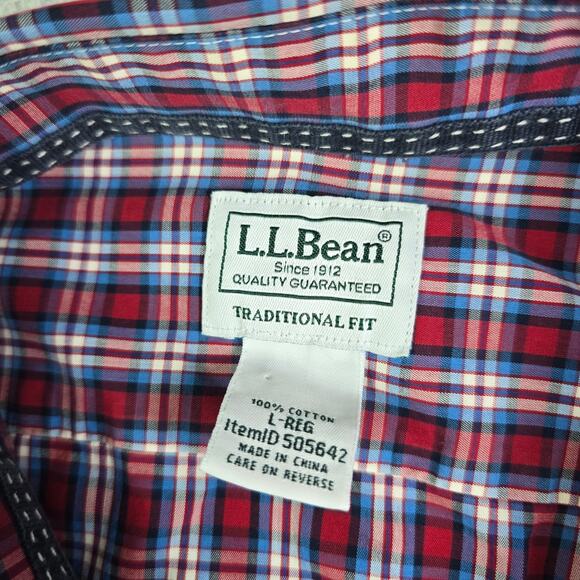 L.L.Bean®
Since 1912
QUALITY GUARANTEED
TRADITIONAL FIT
100% COTTON
L-REG
ItemID 505642
MADE IN CHINA
CARE ON REVERSE